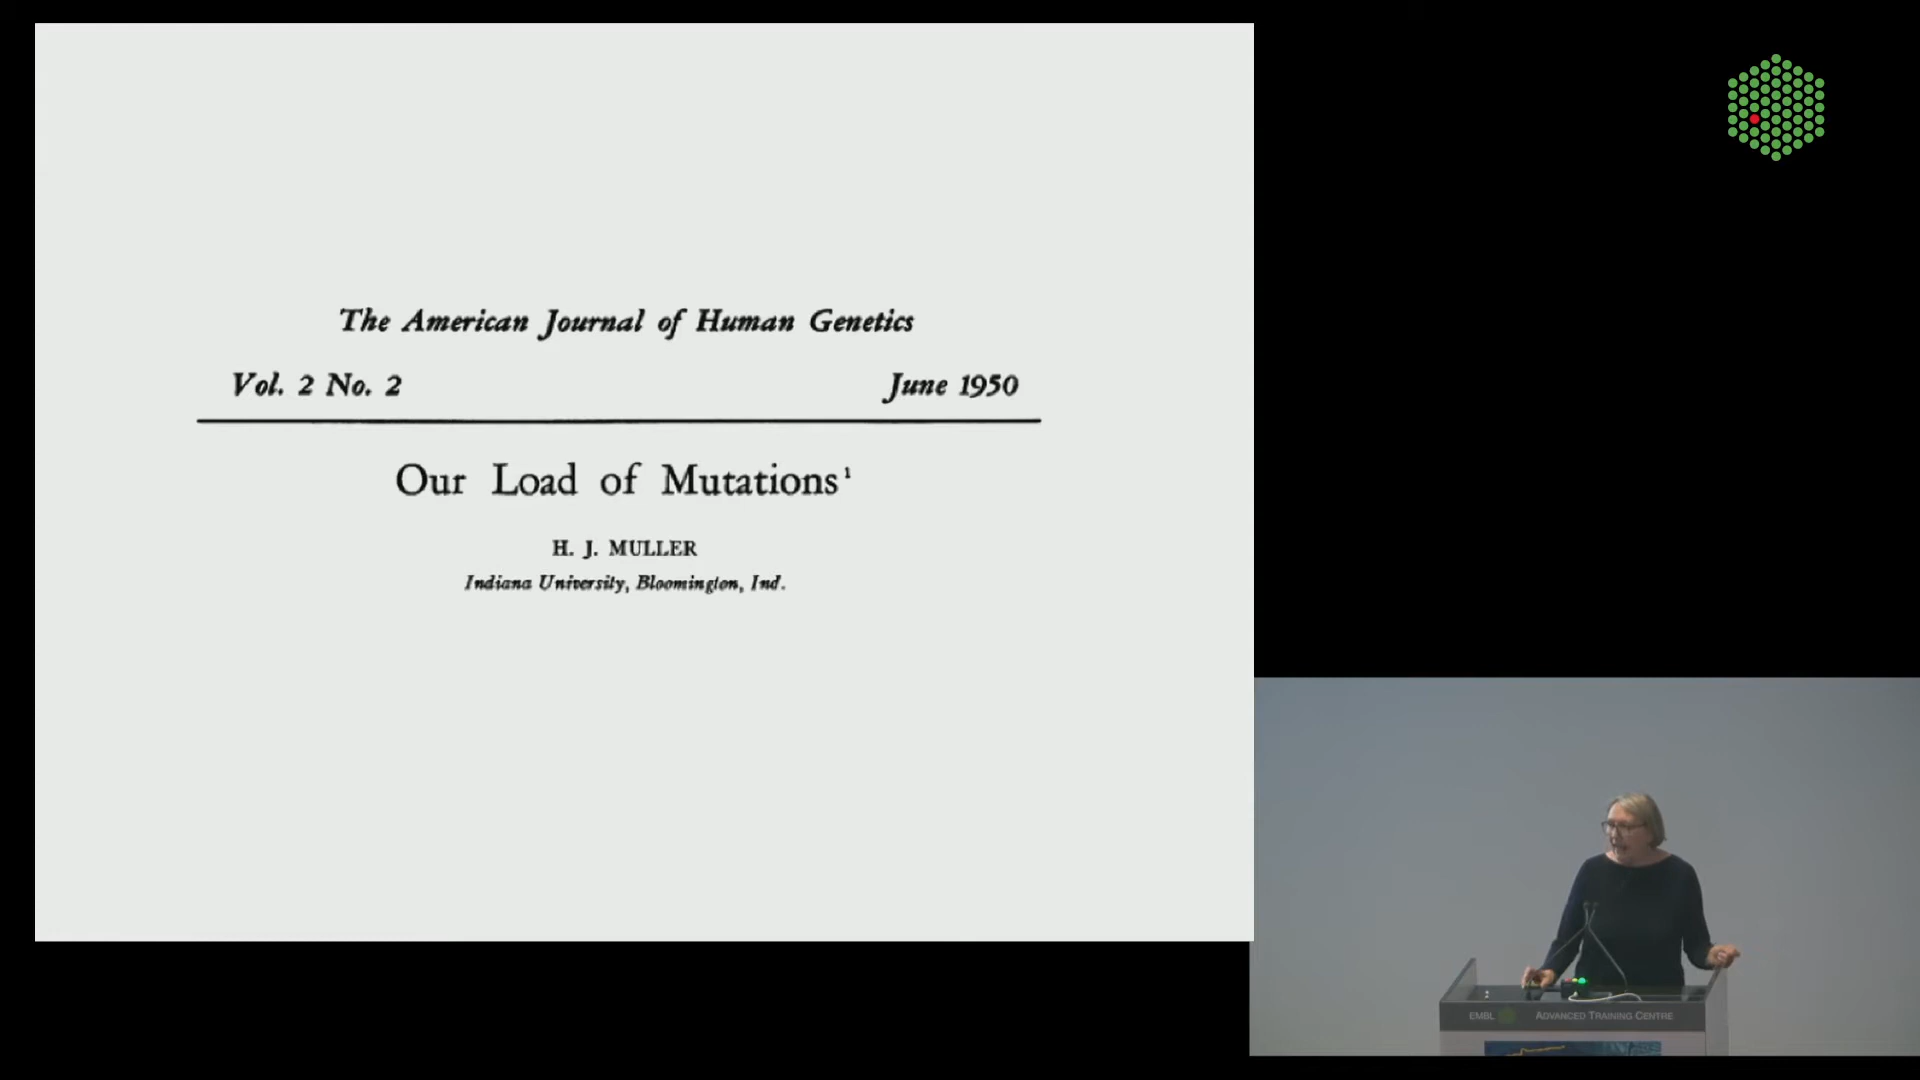 The American Journal of Human Genetics
Vol. 2 No. 2 June 1950
Our Load of Mutations¹
H. J. MULLER
Indiana University, Bloomington, Ind.
EMBL ADVANCED TRAINING CENTRE